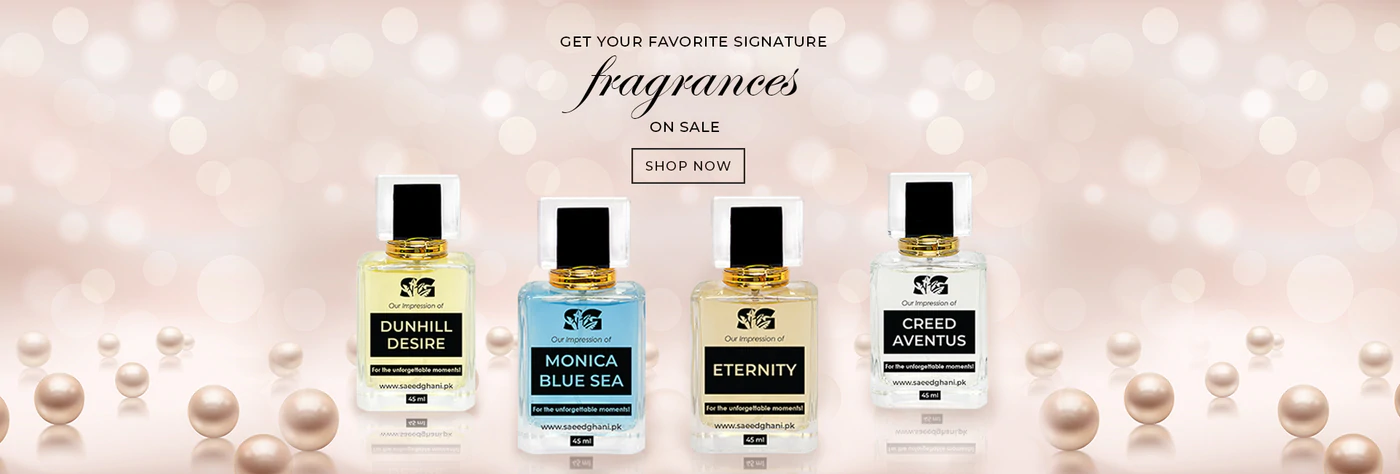 GET YOUR FAVORITE SIGNATURE
fragrances
ON SALE
SHOP NOW
SG
Our Impression of
DUNHILL
DESIRE
For the unforgettable moments!
www.saeedghani.pk
45 ml
SG
Our Impression of
MONICA
BLUE SEA
For the unforgettable moments!
www.saeedghani.pk
45 ml
SG
Our Impression of
ETERNITY
For the unforgettable moments!
www.saeedghani.pk
45 ml
SG
Our Impression of
CREED
AVENTUS
For the unforgettable moments!
www.saeedghani.pk
45 ml